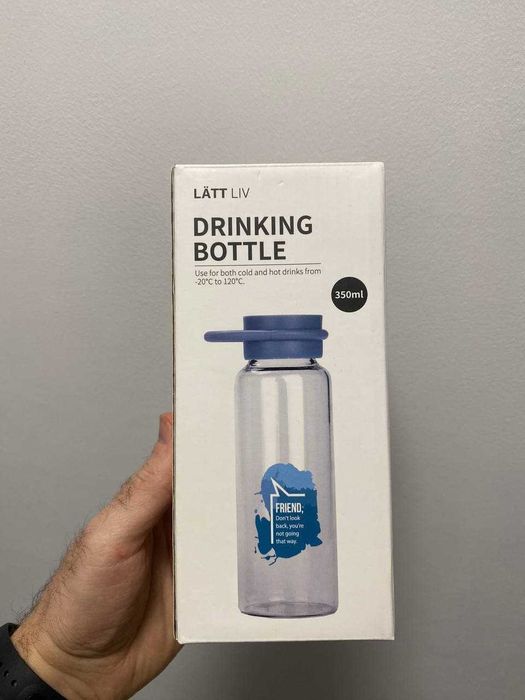 LÄTT LIV
DRINKING
BOTTLE
Use for both cold and hot drinks from
-20°C to 120°C.
350ml
FRIEND;
Don't look
back, you're
not going
that way.